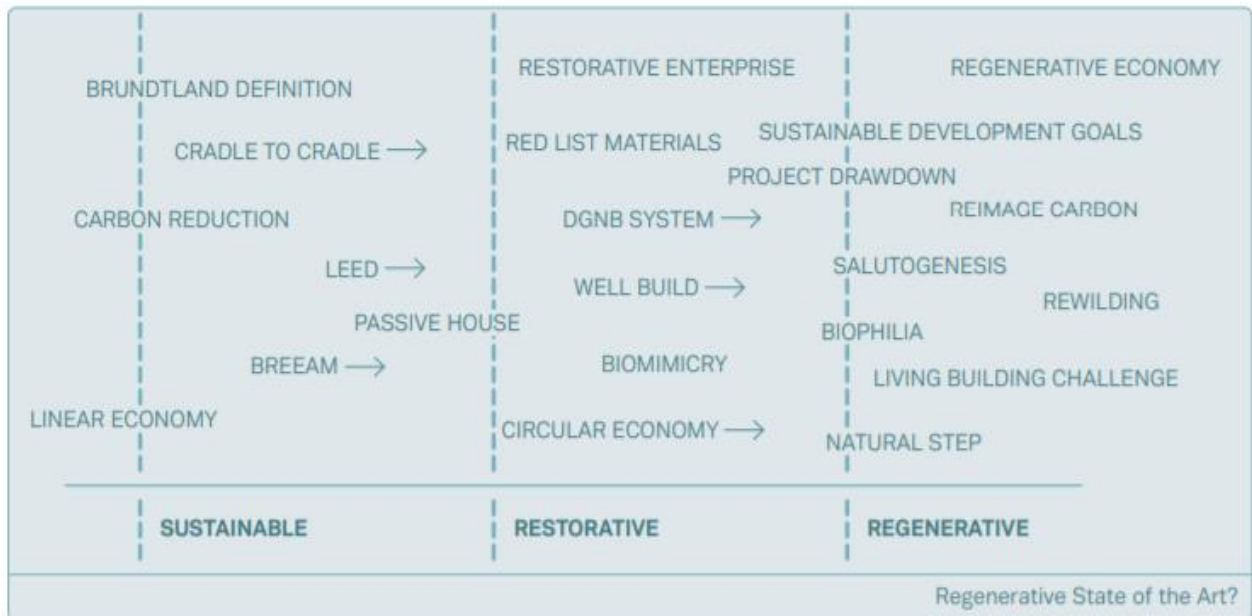 RESTORATIVE ENTERPRISE
REGENERATIVE ECONOMY
BRUNDTLAND DEFINITION
SUSTAINABLE DEVELOPMENT GOALS
CRADLE TO CRADLE →
RED LIST MATERIALS
PROJECT DRAWDOWN
CARBON REDUCTION
DGNB SYSTEM →
REIMAGE CARBON
LEED →
SALUTOGENESIS
WELL BUILD →
REWILDING
PASSIVE HOUSE
BIOPHILIA
BREEAM →
BIOMIMICRY
LIVING BUILDING CHALLENGE
LINEAR ECONOMY
CIRCULAR ECONOMY →
NATURAL STEP
SUSTAINABLE
RESTORATIVE
REGENERATIVE
Regenerative State of the Art?